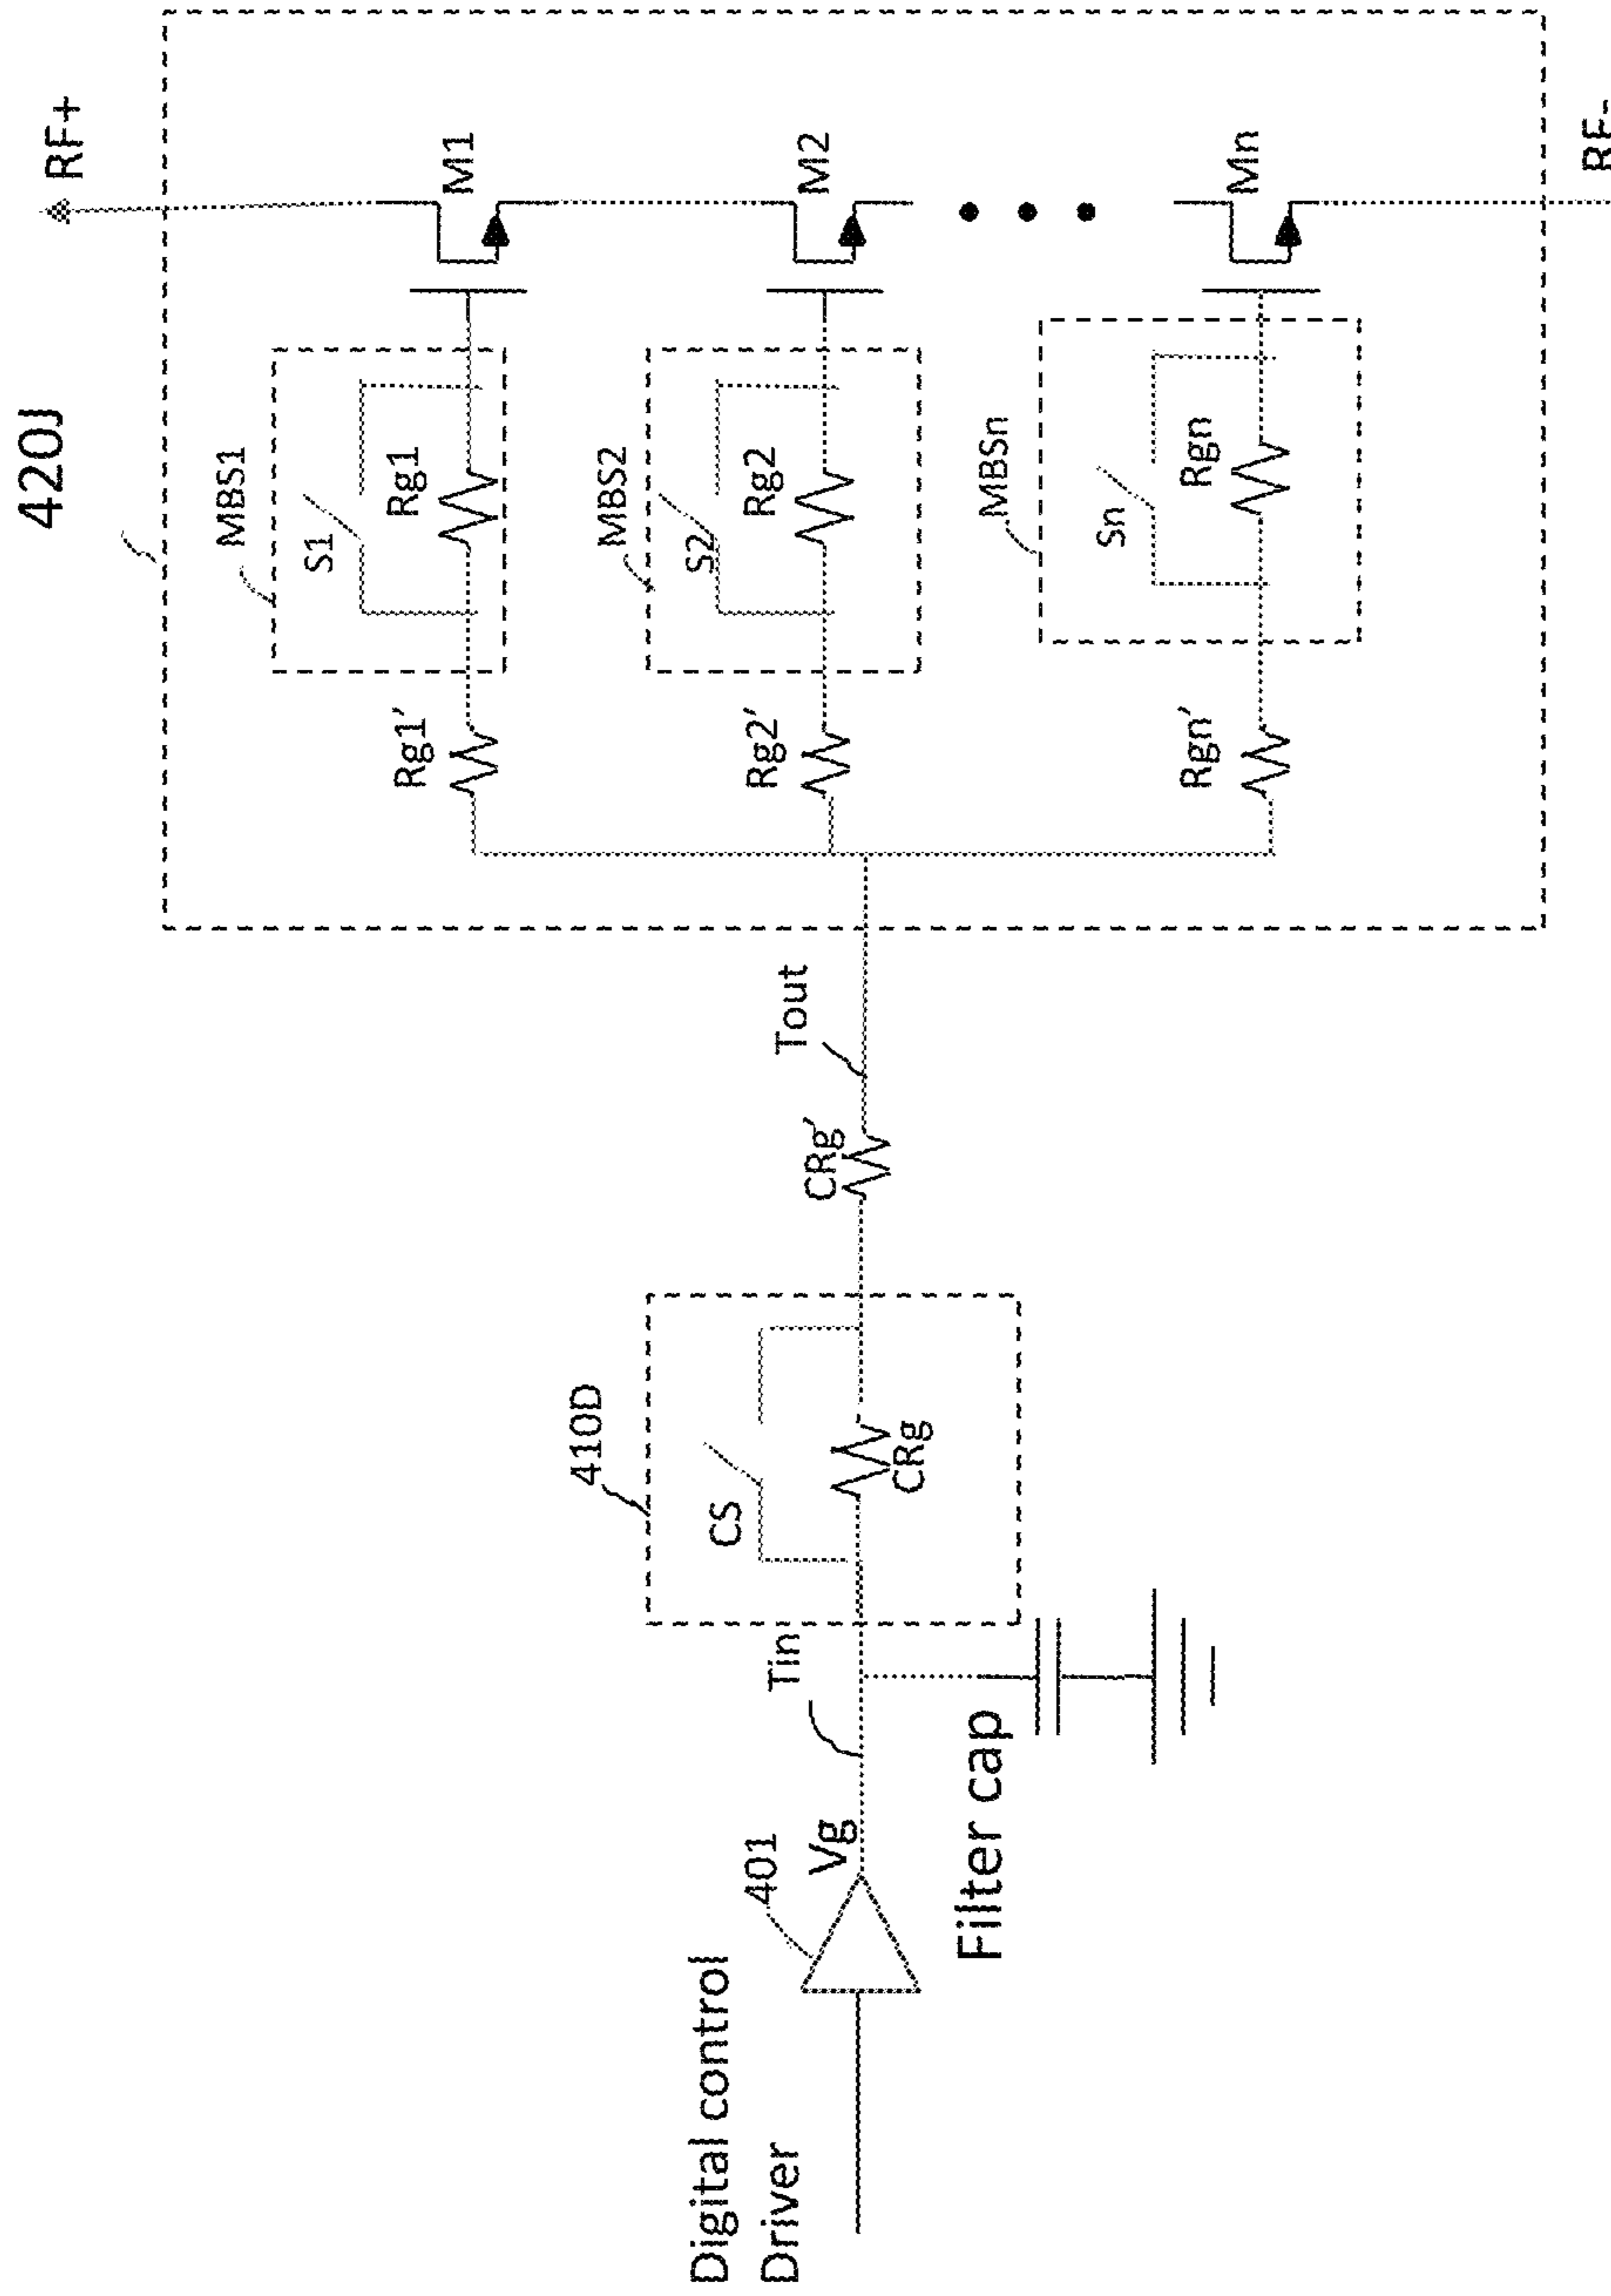 420J
RF+
MBS1
S1
Rg1
Rg1'
M1
MBS2
S2
Rg2
Rg2'
M2
MBSn
Sn
Rgn
Rgn'
Mn
RF-
Tout
CRg'
410D
CS
CRg
Tin
Vg
401
Filter cap
Digital control
Driver